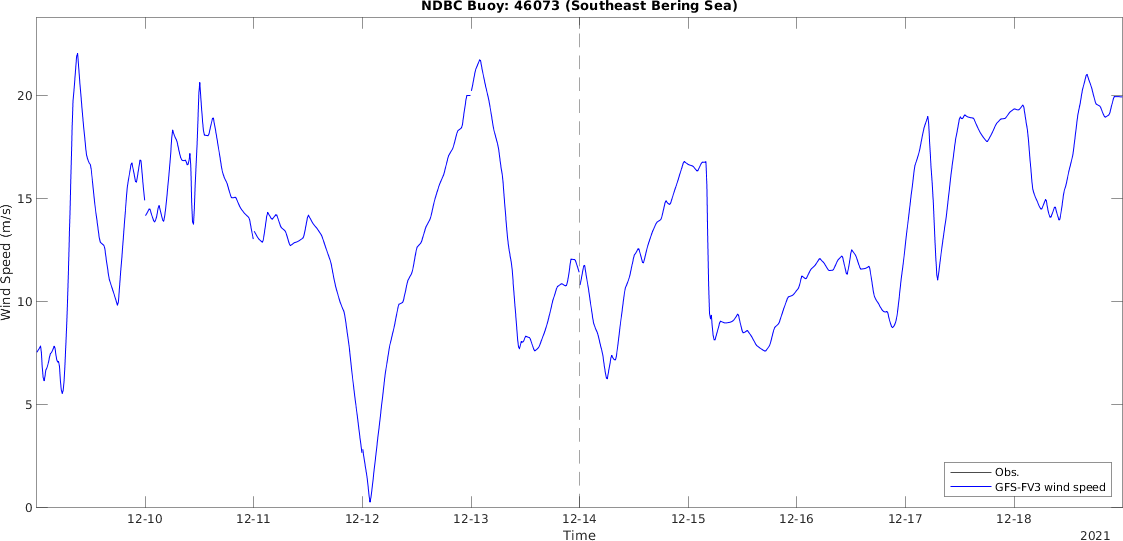 NDBC Buoy: 46073 (Southeast Bering Sea)
Wind Speed (m/s)
20
15
10
5
0
12-10 12-11 12-12 12-13 12-14 12-15 12-16 12-17 12-18
Time
2021
Obs.
GFS-FV3 wind speed